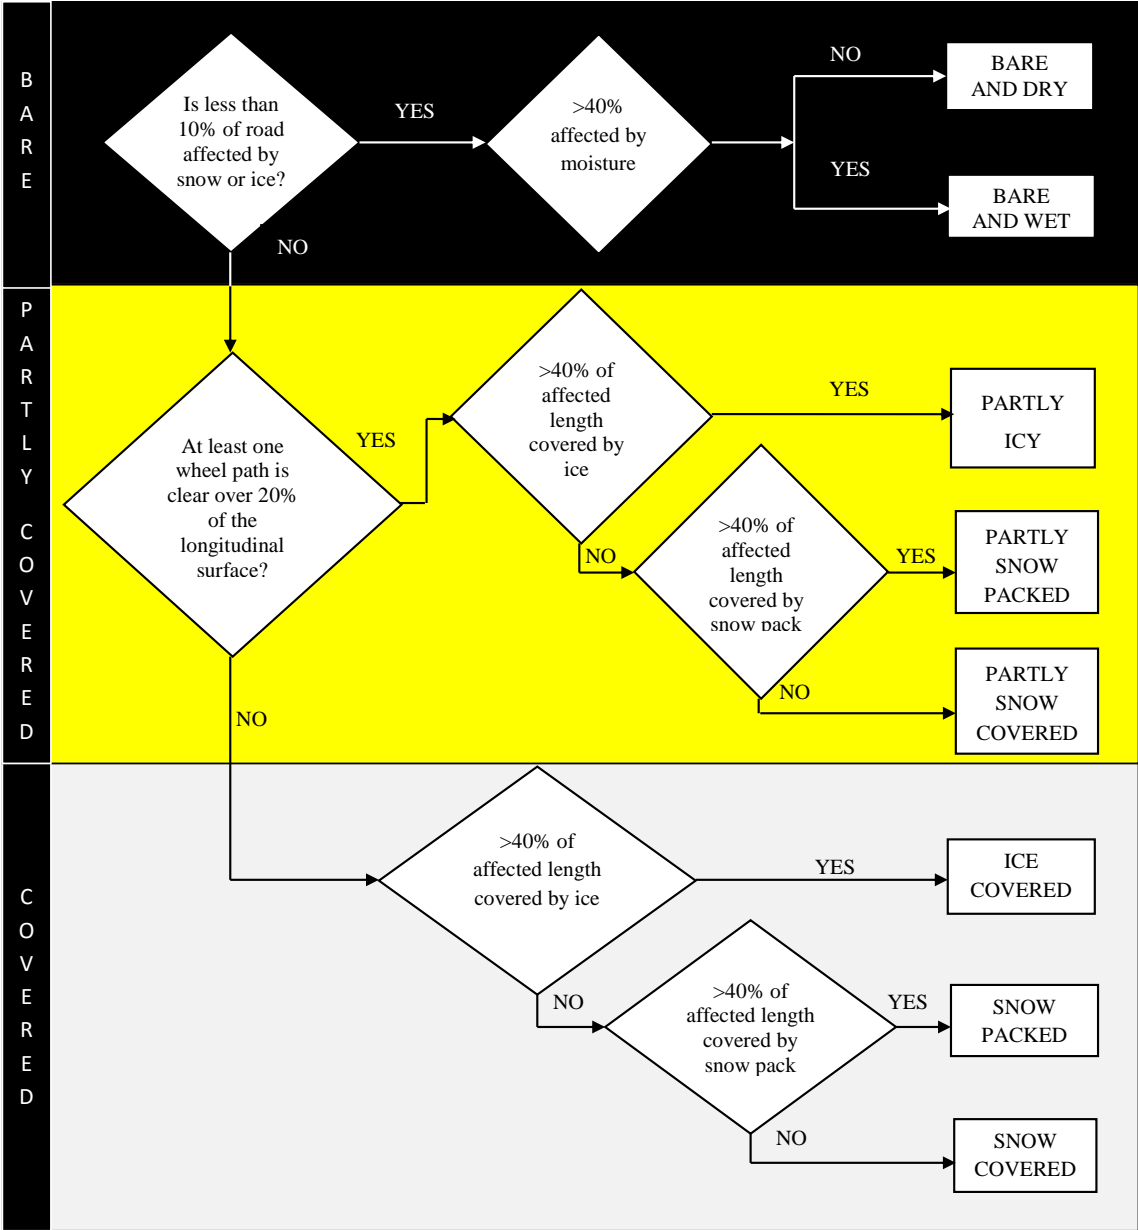 BARE
Is less than
10% of road
affected by
snow or ice?
YES
>40%
affected by
moisture
NO
BARE
AND DRY
YES
BARE
AND WET
NO
PARTLY COVERED
At least one
wheel path is
clear over 20%
of the
longitudinal
surface?
YES
>40% of
affected
length
covered by
ice
YES
PARTLY
ICY
NO
>40% of
affected
length
covered by
snow pack
YES
PARTLY
SNOW
PACKED
NO
PARTLY
SNOW
COVERED
NO
COVERED
>40% of
affected length
covered by ice
YES
ICE
COVERED
NO
>40% of
affected length
covered by
snow pack
YES
SNOW
PACKED
NO
SNOW
COVERED